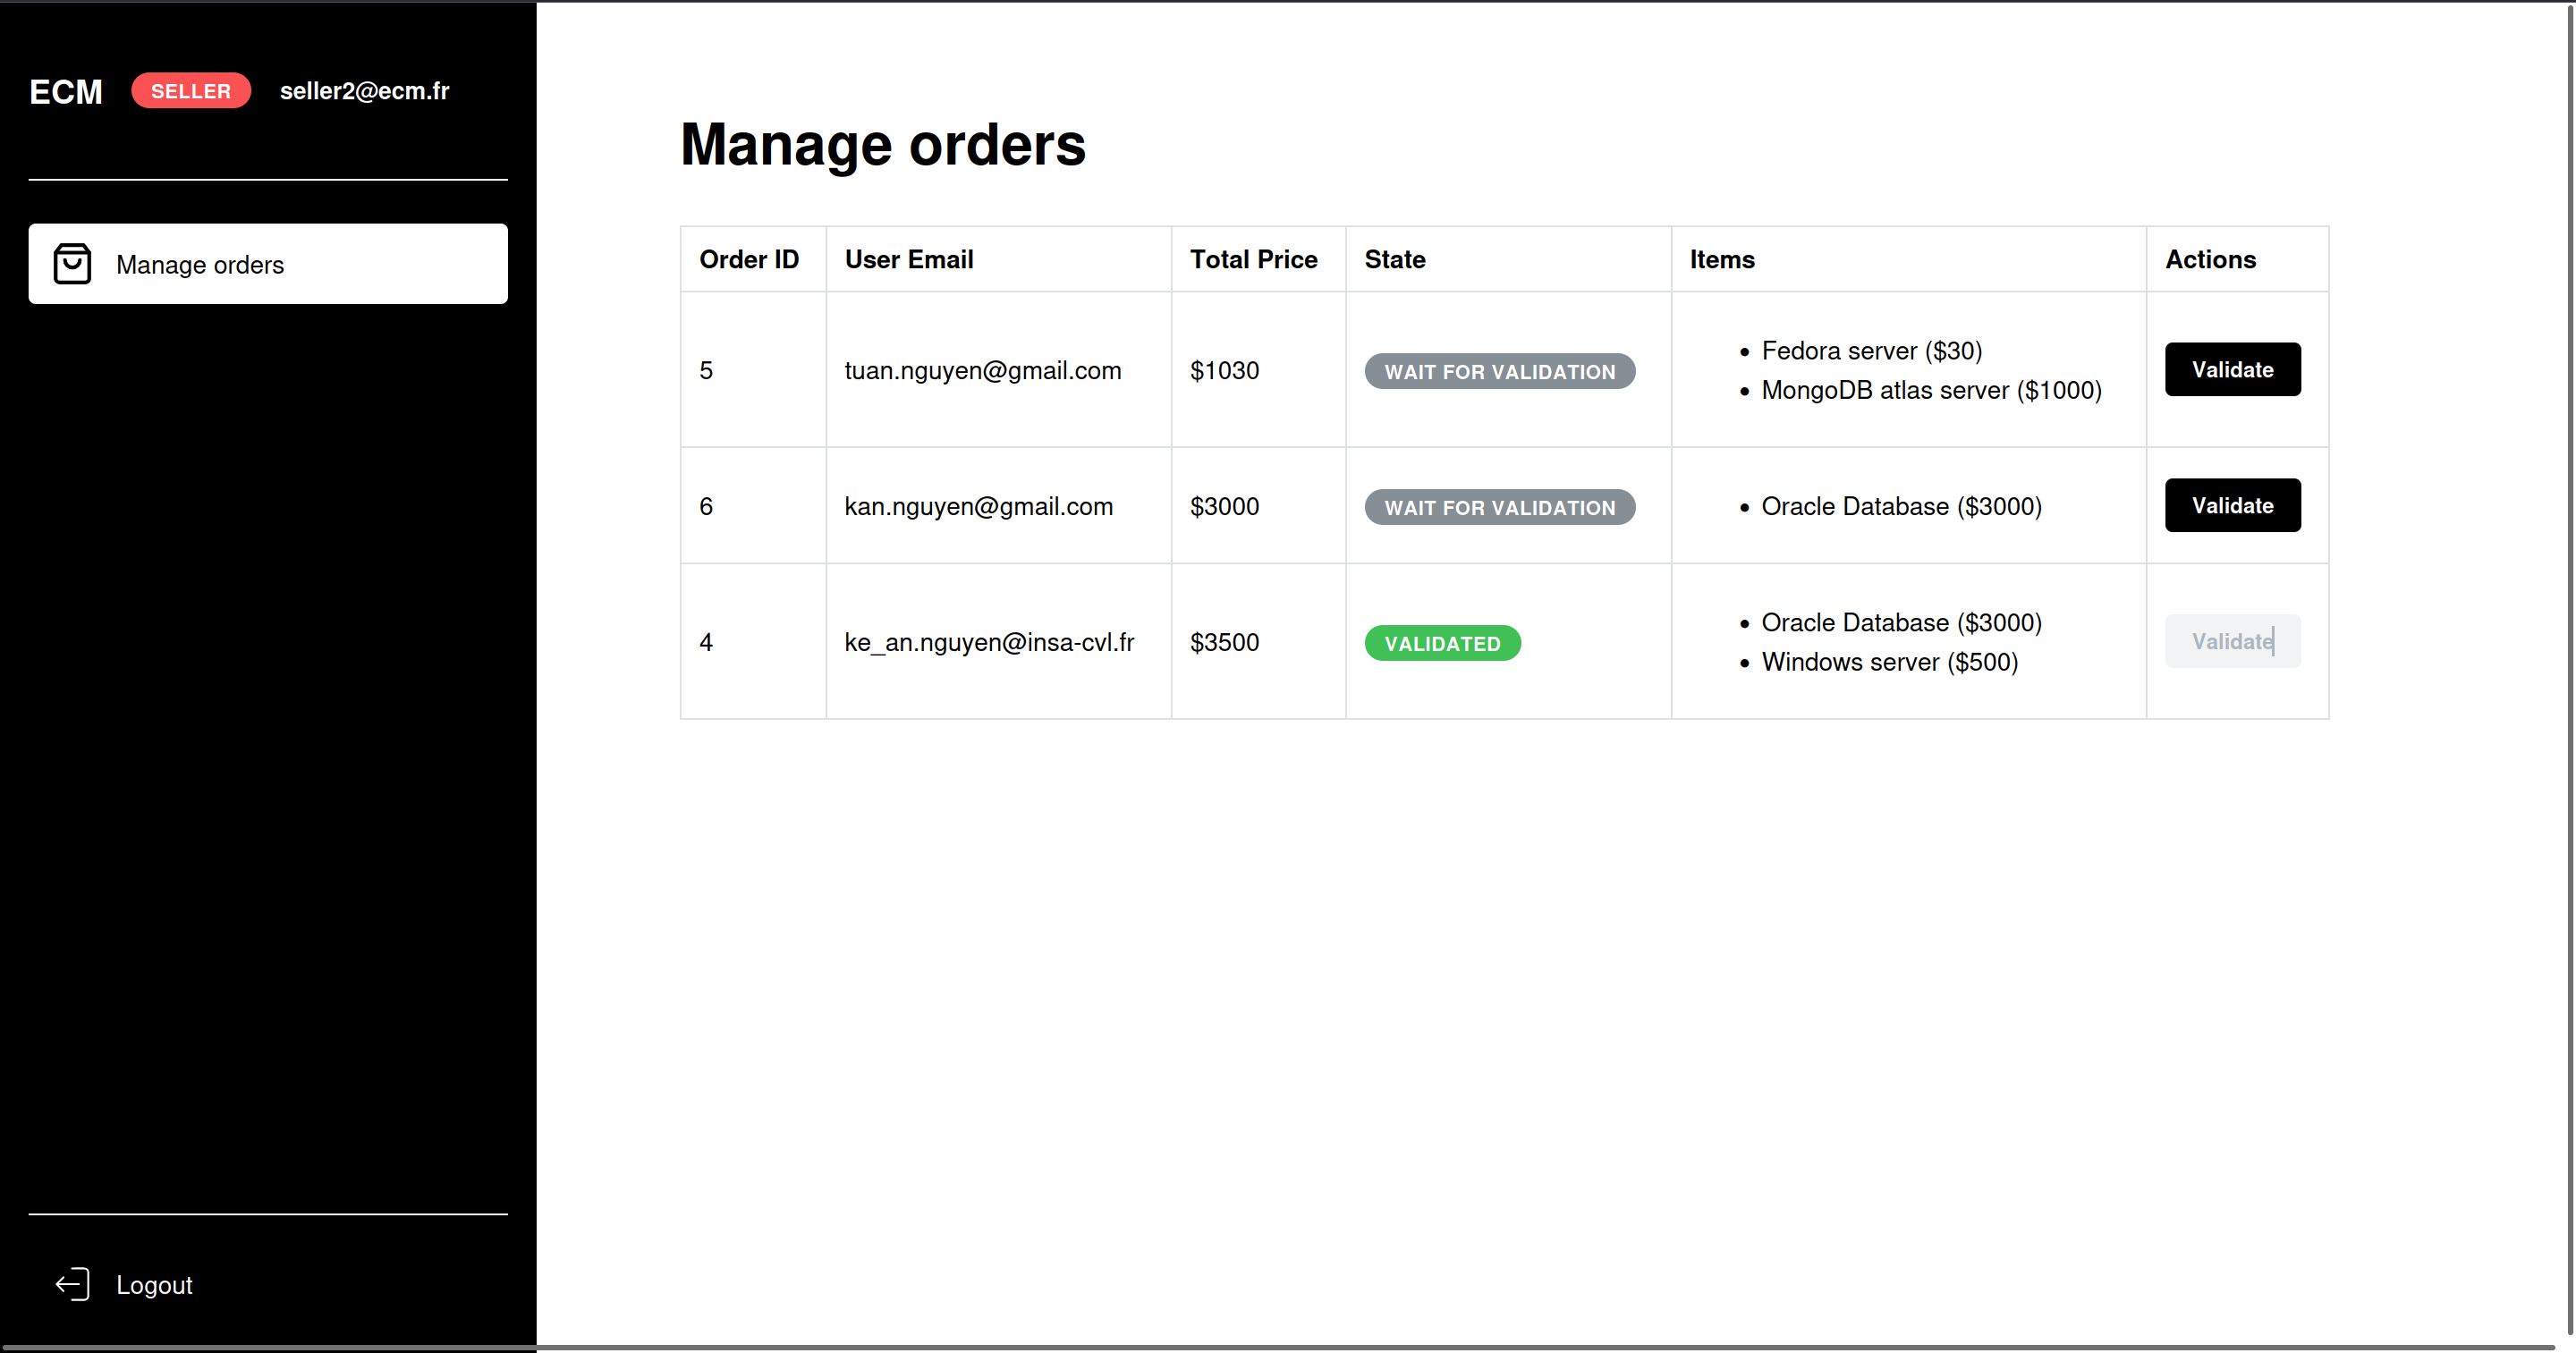 ECM SELLER seller2@ecm.fr
Manage orders
Logout
Manage orders
Order ID User Email Total Price State Items Actions
5 tuan.nguyen@gmail.com $1030 WAIT FOR VALIDATION Fedora server ($30)
MongoDB atlas server ($1000) Validate
6 kan.nguyen@gmail.com $3000 WAIT FOR VALIDATION Oracle Database ($3000) Validate
4 ke_an.nguyen@insa-cvl.fr $3500 VALIDATED Oracle Database ($3000)
Windows server ($500) Validate